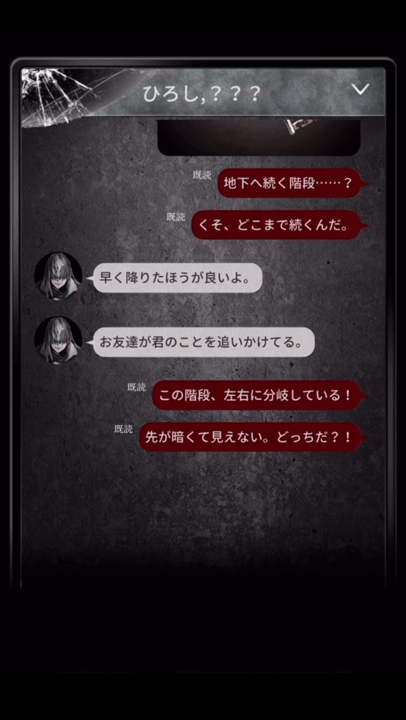 ひろし,？？？
既読
地下へ続く階段……？
既読
くそ、どこまで続くんだ。
早く降りたほうが良いよ。
お友達が君のことを追いかけてる。
既読
この階段、左右に分岐している！
既読
先が暗くて見えない。どっちだ？！